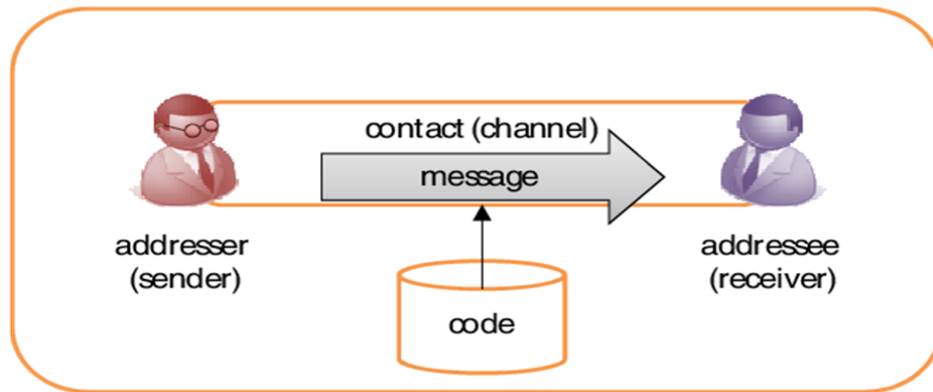 contact (channel)
message
addresser
(sender)
addressee
(receiver)
code